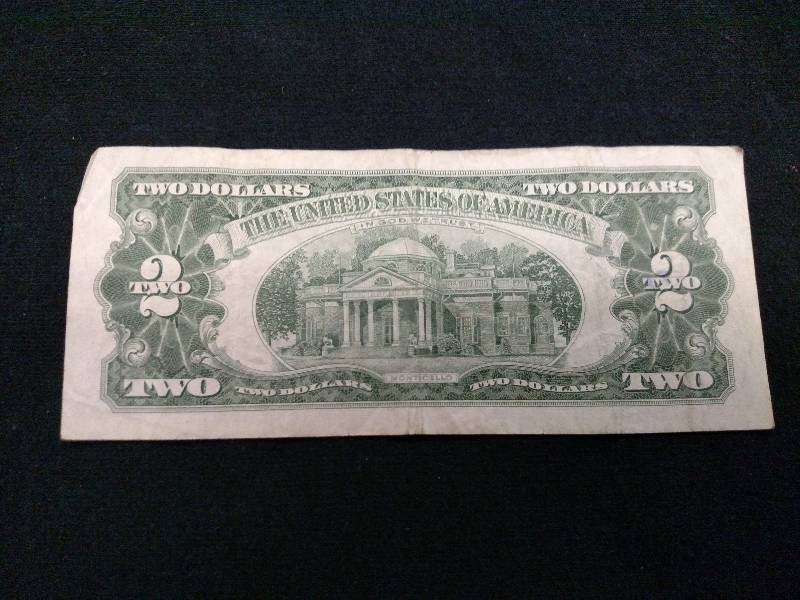 TWO DOLLARS TWO DOLLARS
THE UNITED STATES OF AMERICA
IN GOD WE TRUST
2 2
TWO TWO
MONTICELLO
TWO TWO DOLLARS TWO DOLLARS TWO